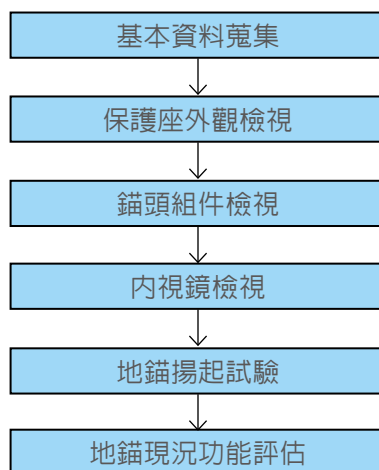 基本資料蒐集
保護座外觀檢視
錨頭組件檢視
內視鏡檢視
地錨揚起試驗
地錨現況功能評估